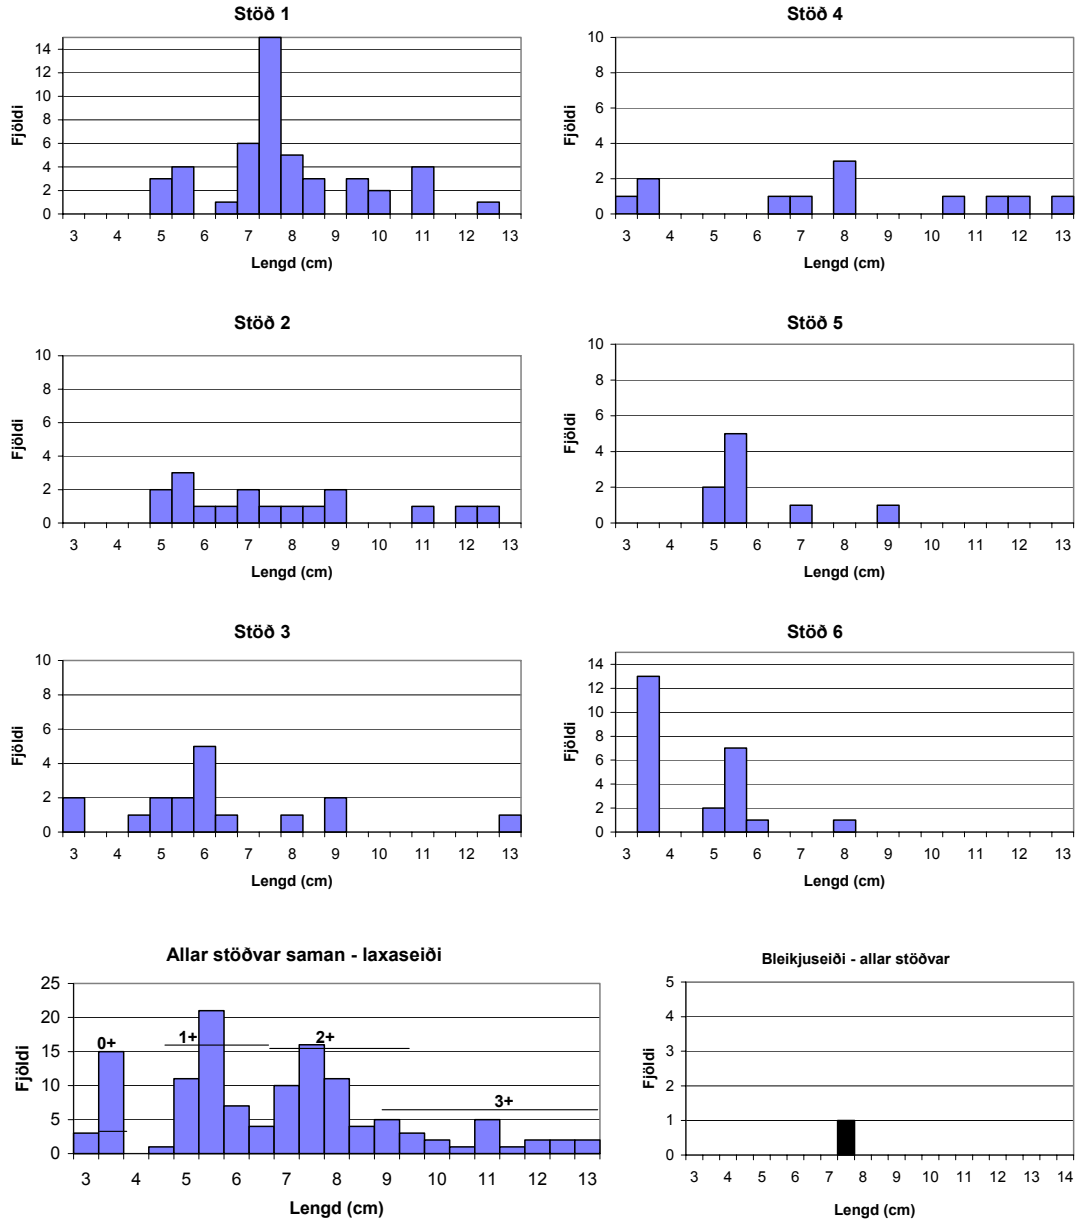 Stöð 1
Fjöldi
14
12
10
8
6
4
2
0
3 4 5 6 7 8 9 10 11 12 13
Lengd (cm)
Stöð 4
Fjöldi
10
8
6
4
2
0
3 4 5 6 7 8 9 10 11 12 13
Lengd (cm)
Stöð 2
Fjöldi
10
8
6
4
2
0
3 4 5 6 7 8 9 10 11 12 13
Lengd (cm)
Stöð 5
Fjöldi
10
8
6
4
2
0
3 4 5 6 7 8 9 10 11 12 13
Lengd (cm)
Stöð 3
Fjöldi
10
8
6
4
2
0
3 4 5 6 7 8 9 10 11 12 13
Lengd (cm)
Stöð 6
Fjöldi
14
12
10
8
6
4
2
0
3 4 5 6 7 8 9 10 11 12 13
Lengd (cm)
Allar stöðvar saman - laxaseiði
Fjöldi
25
20
15
10
5
0
0+ 1+ 2+ 3+
3 4 5 6 7 8 9 10 11 12 13
Lengd (cm)
Bleikjuseiði - allar stöðvar
Fjöldi
5
4
3
2
1
0
3 4 5 6 7 8 9 10 11 12 13 14
Lengd (cm)